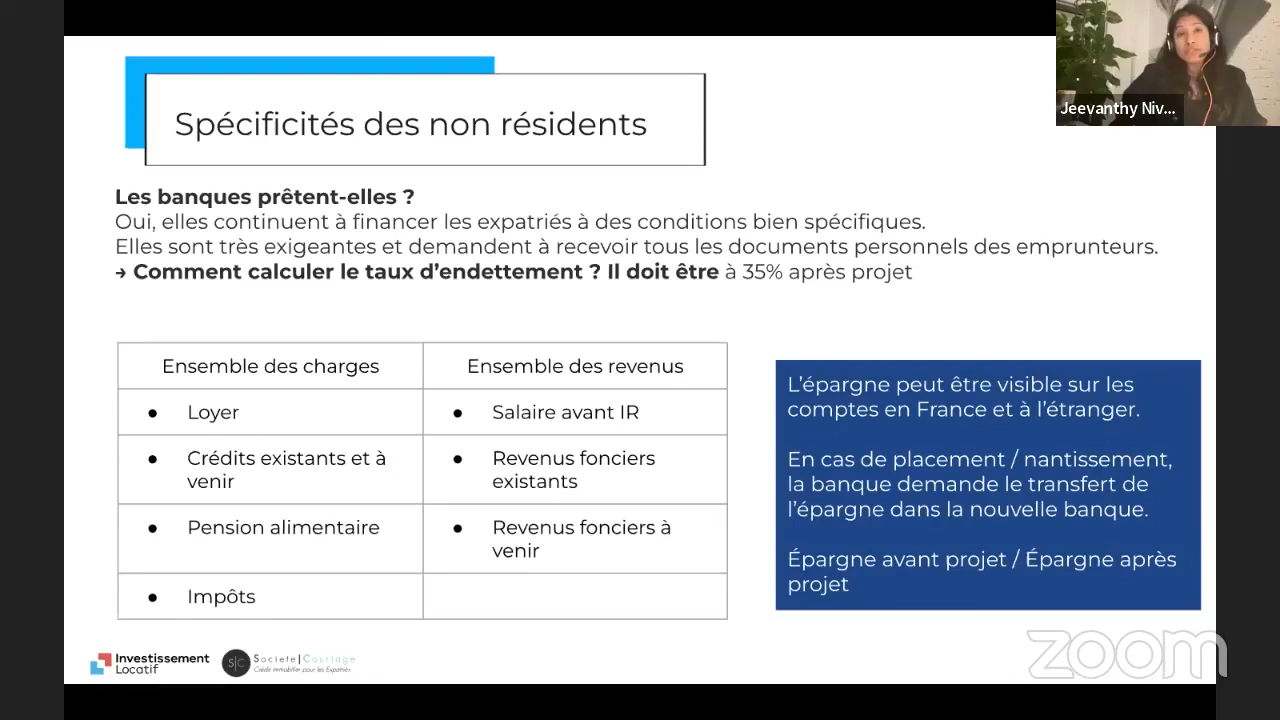 Jeevanthy Niv...
Spécificités des non résidents
Les banques prêtent-elles ?
Oui, elles continuent à financer les expatriés à des conditions bien spécifiques.
Elles sont très exigeantes et demandent à recevoir tous les documents personnels des emprunteurs.
→ Comment calculer le taux d'endettement ? Il doit être à 35% après projet
Ensemble des charges
Ensemble des revenus
● Loyer
● Salaire avant IR
● Crédits existants et à
venir
● Revenus fonciers
existants
● Pension alimentaire
● Revenus fonciers à
venir
● Impôts
L'épargne peut être visible sur les
comptes en France et à l'étranger.
En cas de placement / nantissement,
la banque demande le transfert de
l'épargne dans la nouvelle banque.
Épargne avant projet / Épargne après
projet
Investissement
Locatif
S|C
Societe|Courtage
Crédit immobilier pour les Expatriés
zoom